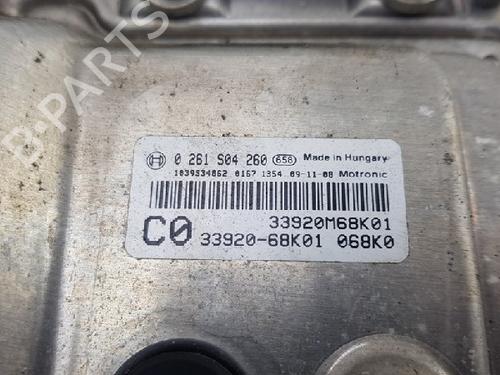 B-PARTS
0 261 S04 260 656 Made in Hungary
1039S34862 0167 1354 09-11-08 Motronic
C0 33920M68K01
33920-68K01 068K0